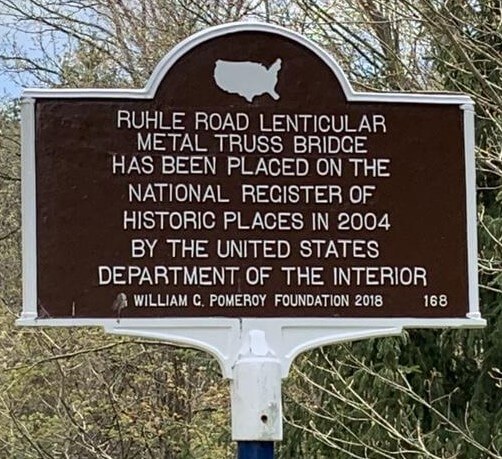 RUHLE ROAD LENTICULAR
METAL TRUSS BRIDGE
HAS BEEN PLACED ON THE
NATIONAL REGISTER OF
HISTORIC PLACES IN 2004
BY THE UNITED STATES
DEPARTMENT OF THE INTERIOR
WILLIAM G. POMEROY FOUNDATION 2018 168